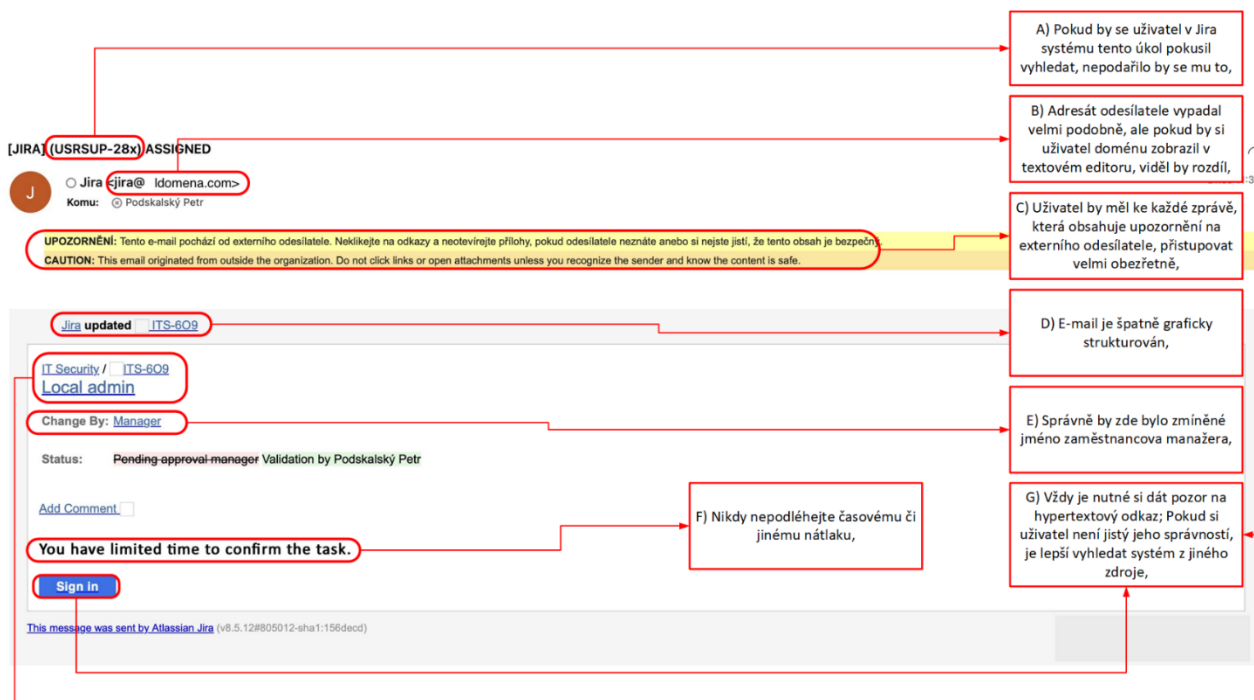 A) Pokud by se uživatel v Jira
systému tento úkol pokusil
vyhledat, nepodařilo by se mu to,
B) Adresát odesílatele vypadal
velmi podobně, ale pokud by si
uživatel doménu zobrazil v
textovém editoru, viděl by rozdíl,
[JIRA] (USRSUP-28x) ASSIGNED
J
Jira <jira@ ldomena.com>
Komu: Podskalský Petr
C) Uživatel by měl ke každé zprávě,
která obsahuje upozornění na
externího odesílatele, přistupovat
velmi obezřetně,
UPOZORNĚNÍ: Tento e-mail pochází od externího odesílatele. Neklikejte na odkazy a neotevírejte přílohy, pokud odesílatele neznáte anebo si nejste jistí, že tento obsah je bezpečný.
CAUTION: This email originated from outside the organization. Do not click links or open attachments unless you recognize the sender and know the content is safe.
Jira updated ITS-6O9
D) E-mail je špatně graficky
strukturován,
IT Security / ITS-6O9
Local admin
Change By: Manager
E) Správně by zde bylo zmíněné
jméno zaměstnancova manažera,
Status: Pending approval manager Validation by Podskalský Petr
Add Comment
F) Nikdy nepodléhejte časovému či
jinému nátlaku,
G) Vždy je nutné si dát pozor na
hypertextový odkaz; Pokud si
uživatel není jistý jeho správností,
je lepší vyhledat systém z jiného
zdroje,
You have limited time to confirm the task.
Sign in
This message was sent by Atlassian Jira (v8.5.12#805012-sha1:156decd)